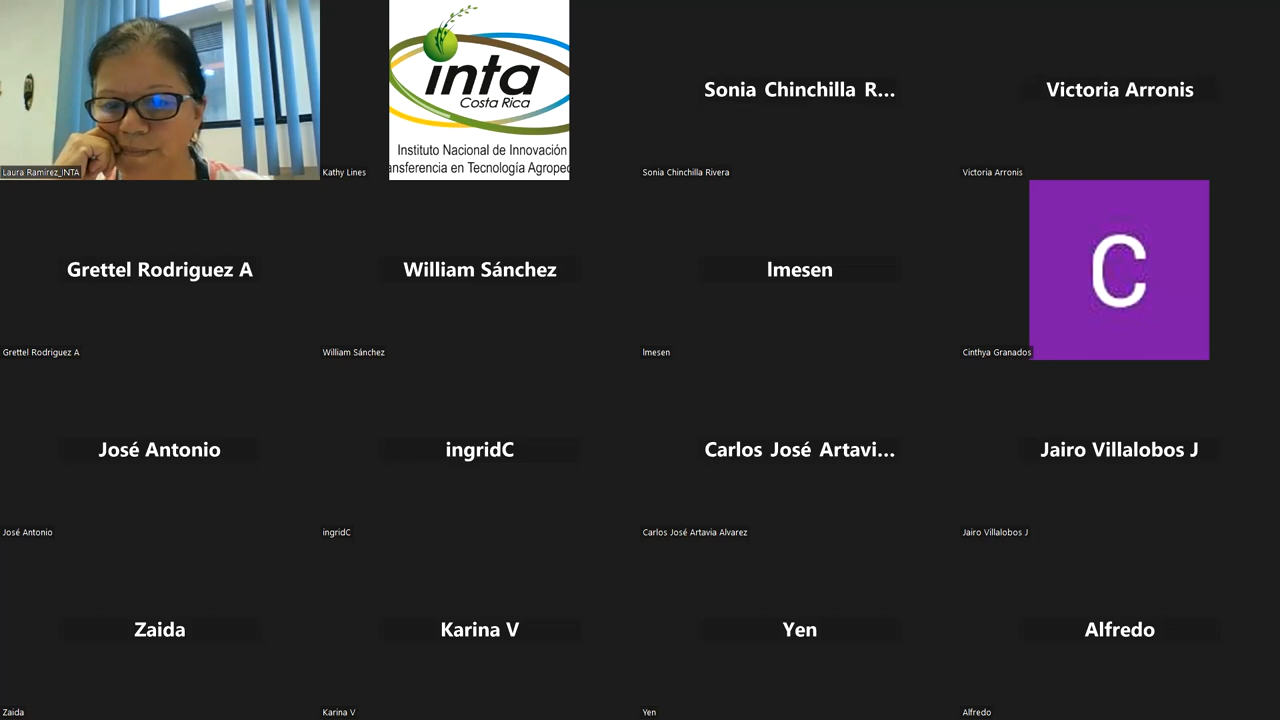 Laura Ramirez_INTA
inta
Costa Rica
Instituto Nacional de Innovación
ansferencia en Tecnología Agropec
Kathy Lines
Sonia Chinchilla R...
Sonia Chinchilla Rivera
Victoria Arronis
Victoria Arronis
Grettel Rodriguez A
Grettel Rodriguez A
William Sánchez
William Sánchez
lmesen
lmesen
C
Cinthya Granados
José Antonio
José Antonio
ingridC
ingridC
Carlos José Artavi...
Carlos José Artavia Alvarez
Jairo Villalobos J
Jairo Villalobos J
Zaida
Zaida
Karina V
Karina V
Yen
Yen
Alfredo
Alfredo